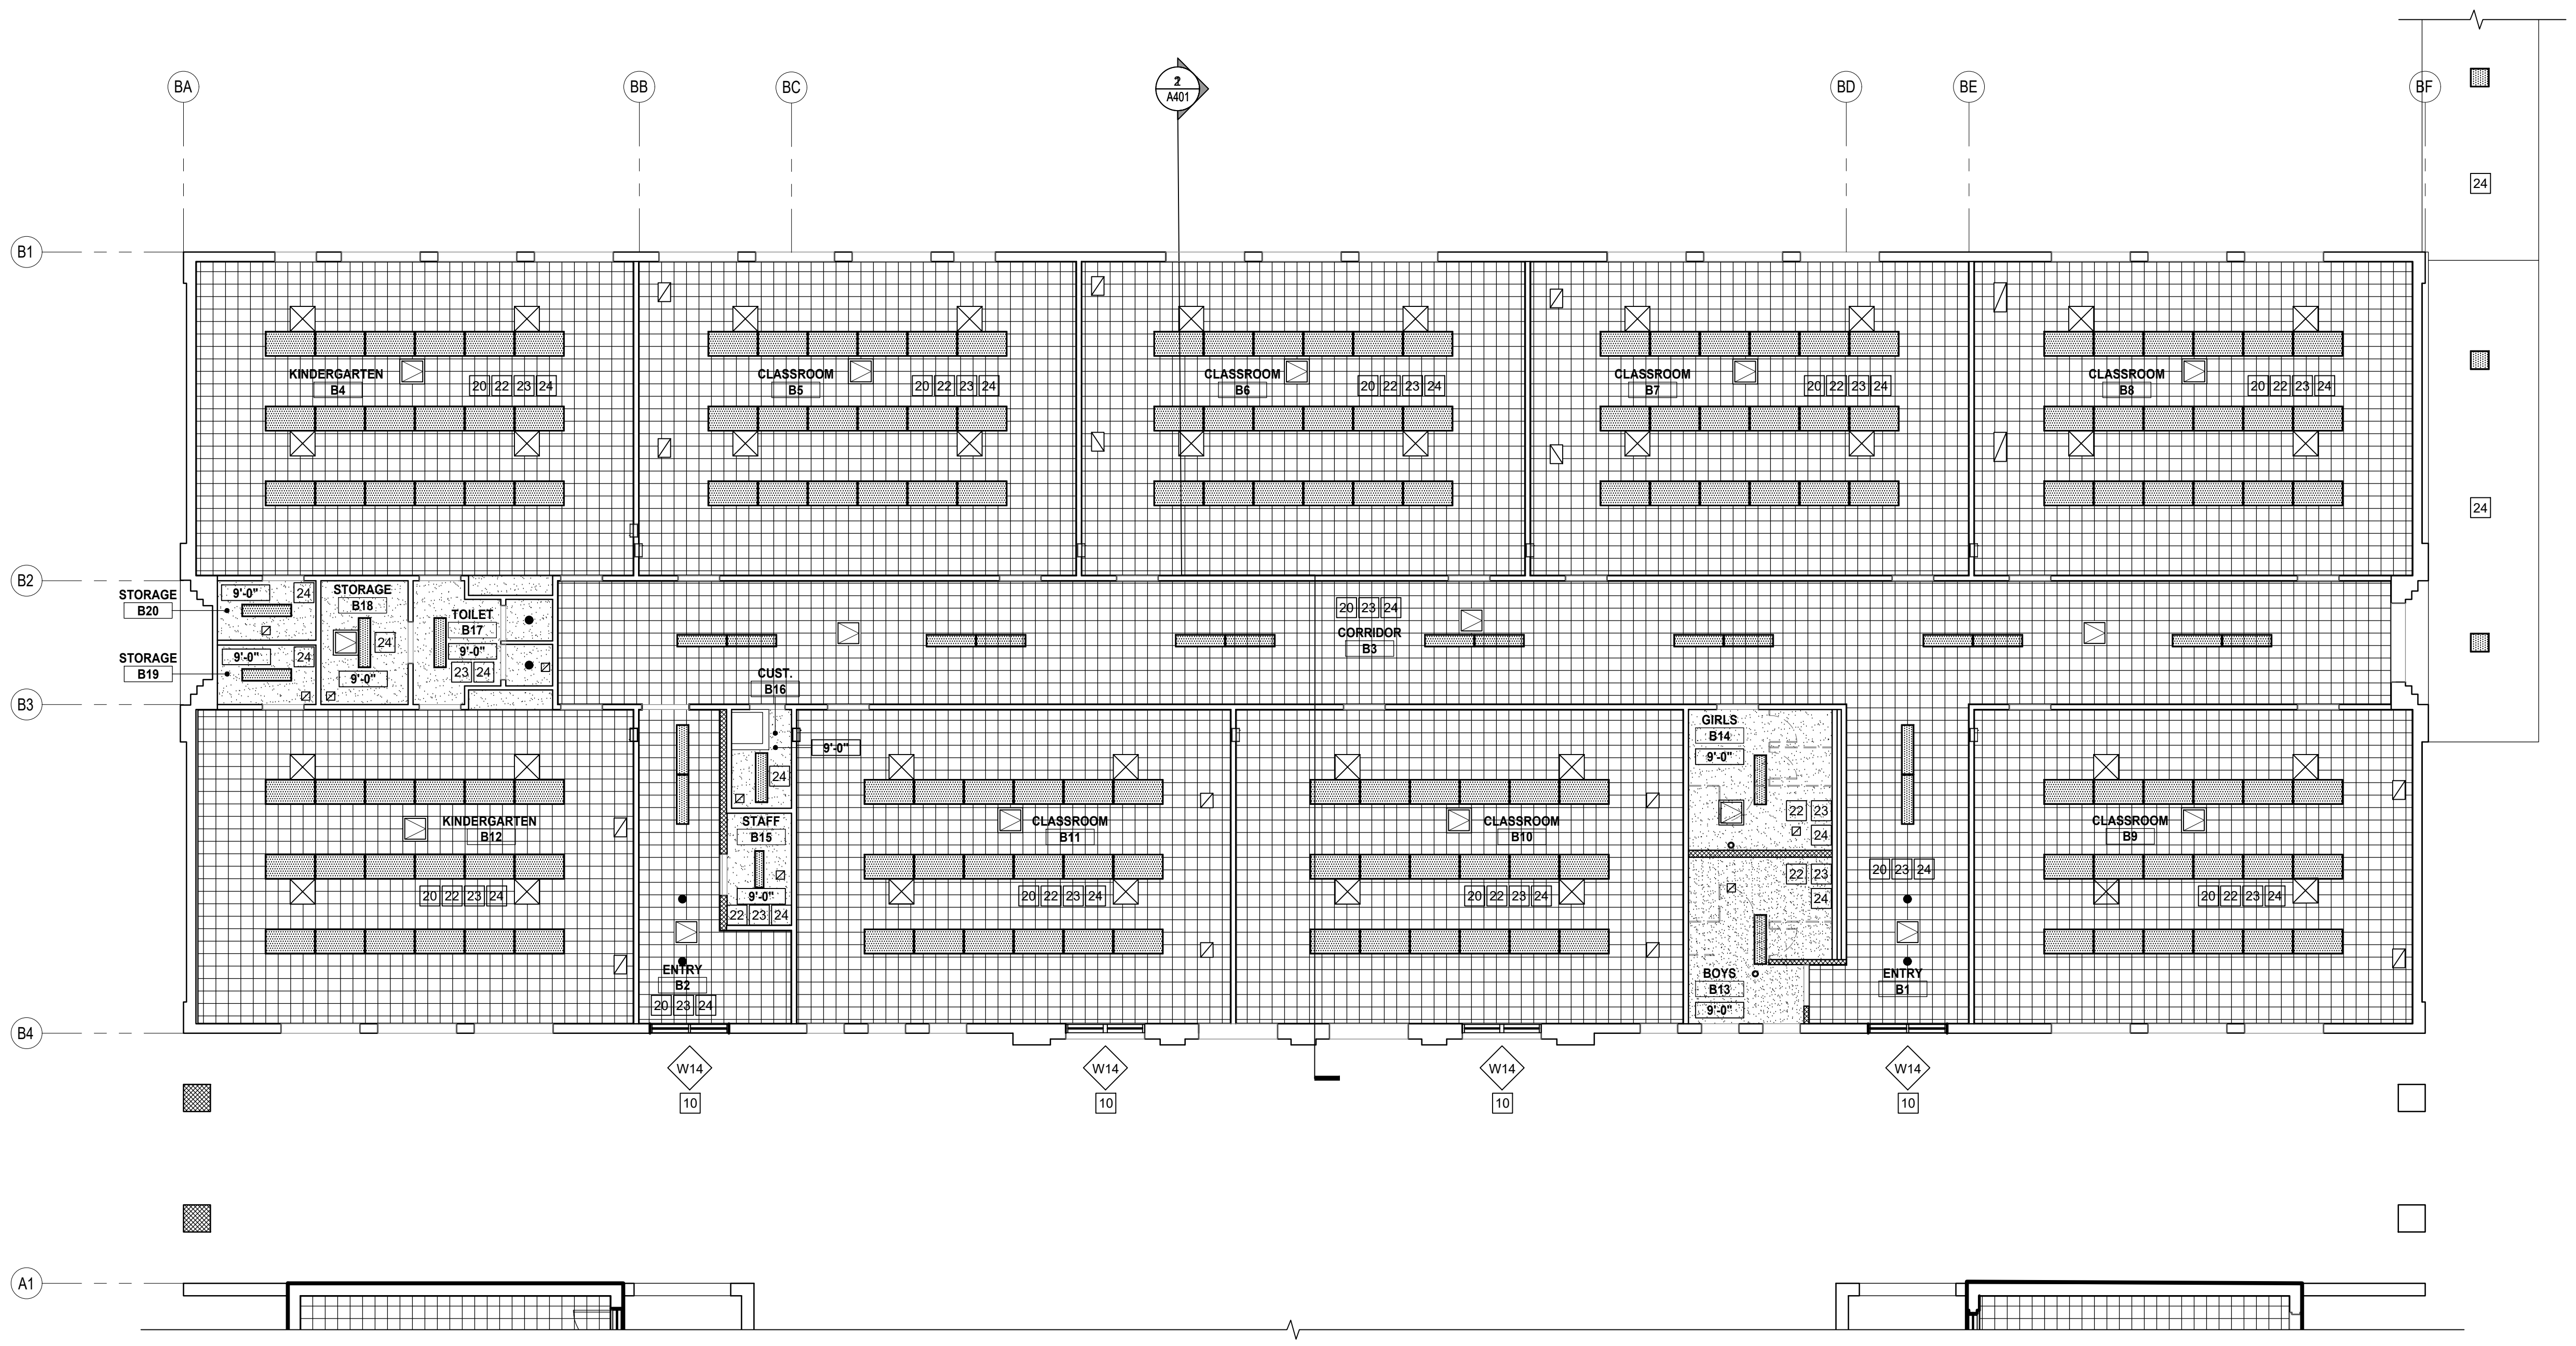 BA
BB
BC
2
A401
BD
BE
BF
24
B1
KINDERGARTEN
B4
20 22 23 24
CLASSROOM
B5
20 22 23 24
CLASSROOM
B6
20 22 23 24
CLASSROOM
B7
20 22 23 24
CLASSROOM
B8
20 22 23 24
24
B2
STORAGE
B20
9'-0"
24
STORAGE
B18
24
9'-0"
TOILET
B17
9'-0"
23 24
20 23 24
CORRIDOR
B3
STORAGE
B19
9'-0"
24
B3
CUST.
B16
9'-0"
24
GIRLS
B14
9'-0"
22 23
24
KINDERGARTEN
B12
20 22 23 24
STAFF
B15
9'-0"
22 23 24
CLASSROOM
B11
20 22 23 24
CLASSROOM
B10
20 22 23 24
22 23
24
20 23 24
CLASSROOM
B9
20 22 23 24
ENTRY
B2
20 23 24
BOYS
B13
9'-0"
ENTRY
B1
B4
W14
W14
W14
W14
10
10
10
10
A1